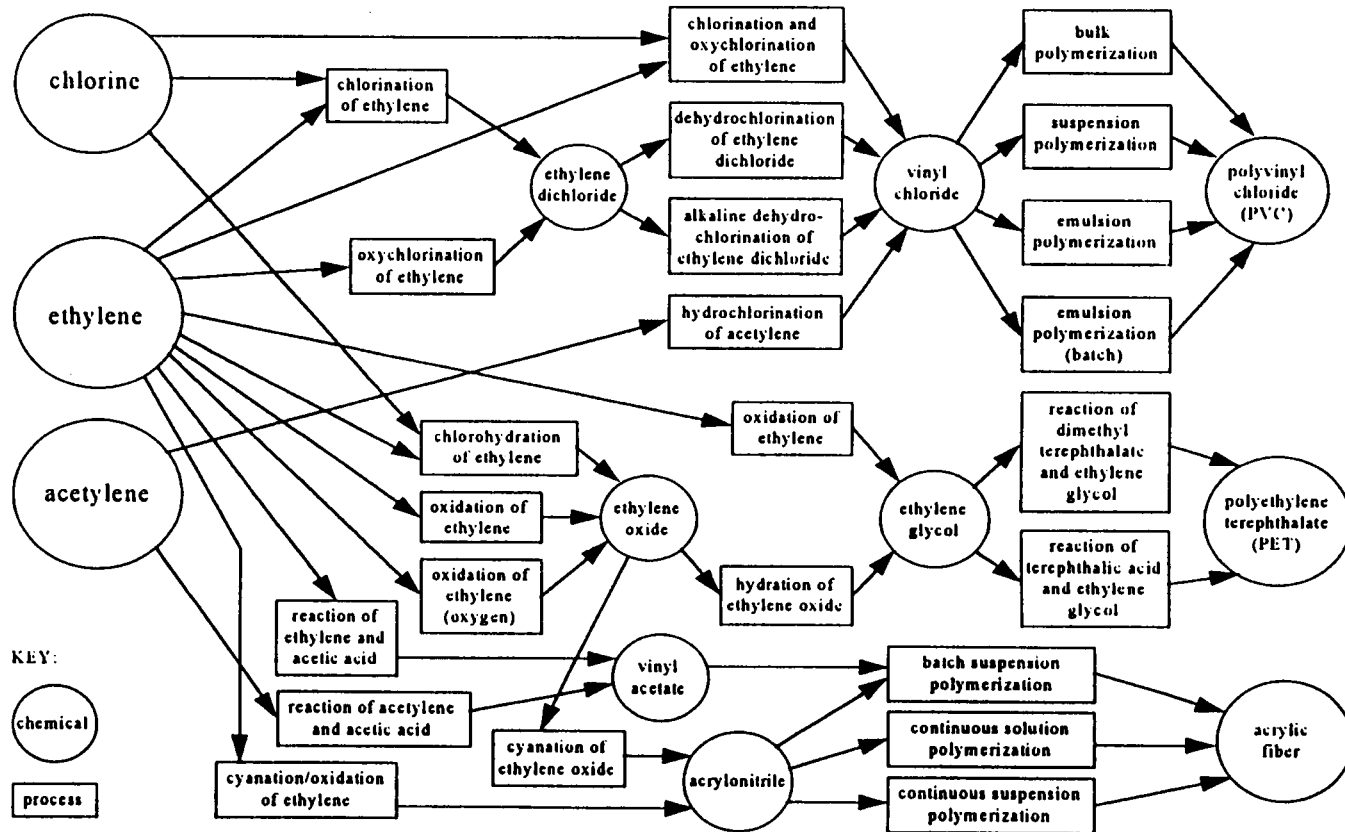 chlorine
chlorination
of ethylene
chlorination and
oxychlorination
of ethylene
bulk
polymerization
dehydrochlorination
of ethylene
dichloride
suspension
polymerization
ethylene
dichloride
vinyl
chloride
polyvinyl
chloride
(PVC)
alkaline dehydro-
chlorination of
ethylene dichloride
emulsion
polymerization
oxychlorination
of ethylene
ethylene
hydrochlorination
of acetylene
emulsion
polymerization
(batch)
oxidation of
ethylene
reaction of
dimethyl
terephthalate
and ethylene
glycol
chlorohydration
of ethylene
acetylene
oxidation of
ethylene
ethylene
oxide
ethylene
glycol
polyethylene
terephthalate
(PET)
oxidation of
ethylene
(oxygen)
hydration of
ethylene oxide
reaction of
terephthalic acid
and ethylene
glycol
reaction of
ethylene and
acetic acid
KEY:
vinyl
acetate
batch suspension
polymerization
chemical
reaction of acetylene
and acetic acid
cyanation of
ethylene oxide
continuous solution
polymerization
acrylic
fiber
process
cyanation/oxidation
of ethylene
acrylonitrile
continuous suspension
polymerization